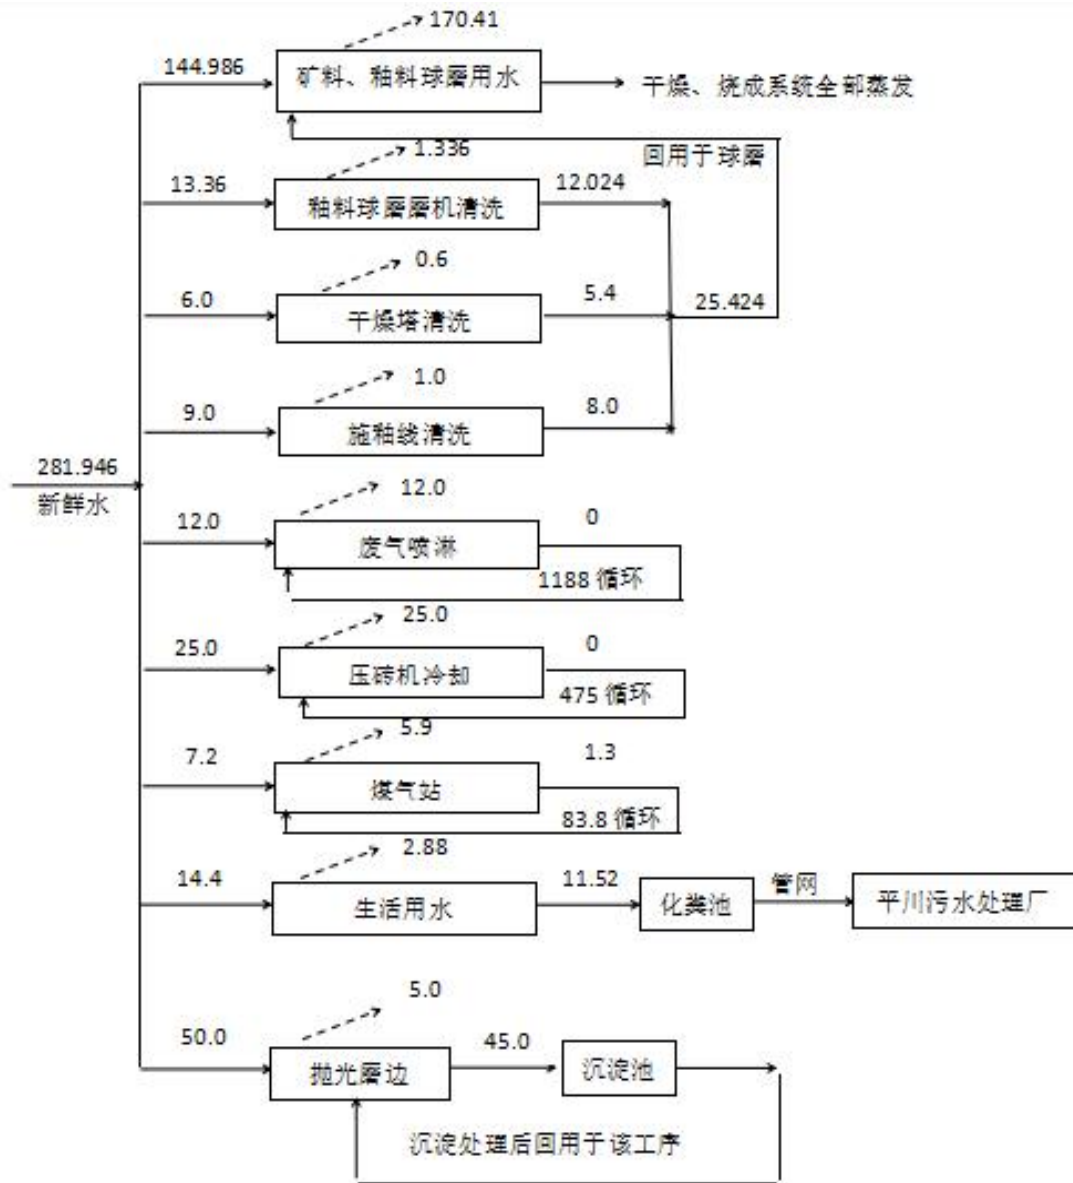 170.41
144.986
矿料、秞料球磨用水
干燥、烧成系统全部蒸发
回用于球磨
1.336
13.36
秞料球磨磨机清洗
12.024
0.6
6.0
干燥塔清洗
5.4
25.424
1.0
9.0
施秞线清洗
8.0
281.946
新鲜水
12.0
12.0
废气喷淋
0
1188 循环
25.0
25.0
压砖机冷却
0
475 循环
5.9
7.2
煤气站
1.3
83.8 循环
2.88
14.4
生活用水
11.52
化粪池
管网
平川污水处理厂
5.0
50.0
抛光磨边
45.0
沉淀池
沉淀处理后回用于该工序